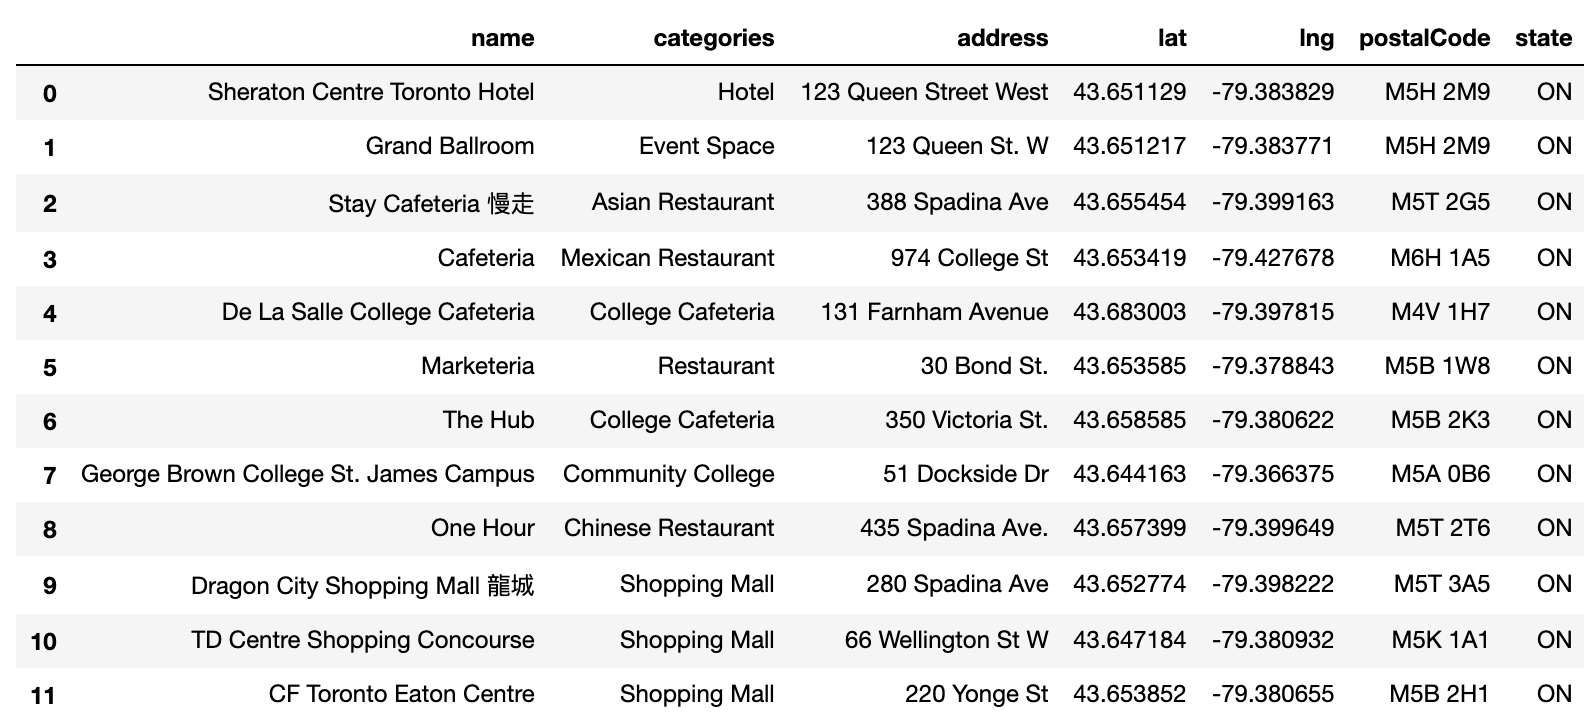 name categories address lat lng postalCode state
0 Sheraton Centre Toronto Hotel Hotel 123 Queen Street West 43.651129 -79.383829 M5H 2M9 ON
1 Grand Ballroom Event Space 123 Queen St. W 43.651217 -79.383771 M5H 2M9 ON
2 Stay Cafeteria 慢走 Asian Restaurant 388 Spadina Ave 43.655454 -79.399163 M5T 2G5 ON
3 Cafeteria Mexican Restaurant 974 College St 43.653419 -79.427678 M6H 1A5 ON
4 De La Salle College Cafeteria College Cafeteria 131 Farnham Avenue 43.683003 -79.397815 M4V 1H7 ON
5 Marketeria Restaurant 30 Bond St. 43.653585 -79.378843 M5B 1W8 ON
6 The Hub College Cafeteria 350 Victoria St. 43.658585 -79.380622 M5B 2K3 ON
7 George Brown College St. James Campus Community College 51 Dockside Dr 43.644163 -79.366375 M5A 0B6 ON
8 One Hour Chinese Restaurant 435 Spadina Ave. 43.657399 -79.399649 M5T 2T6 ON
9 Dragon City Shopping Mall 龍城 Shopping Mall 280 Spadina Ave 43.652774 -79.398222 M5T 3A5 ON
10 TD Centre Shopping Concourse Shopping Mall 66 Wellington St W 43.647184 -79.380932 M5K 1A1 ON
11 CF Toronto Eaton Centre Shopping Mall 220 Yonge St 43.653852 -79.380655 M5B 2H1 ON